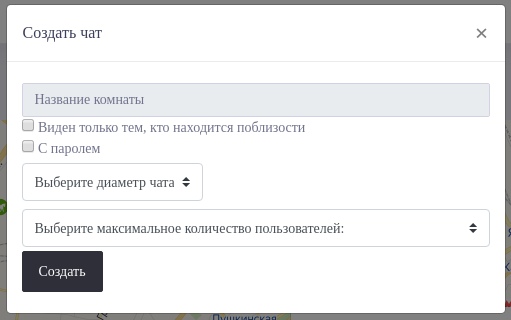 Создать чат
×
Название комнаты
Виден только тем, кто находится поблизости
С паролем
Выберите диаметр чата
Выберите максимальное количество пользователей:
Создать
Пушкинская